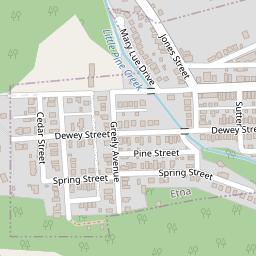 Little Pine Creek
Mary Lue Drive
Jones Street
Cedar Street
Dewey Street
Greely Avenue
Dewey Street
Sutter
Pine Street
Spring Street
Spring Street
Etna